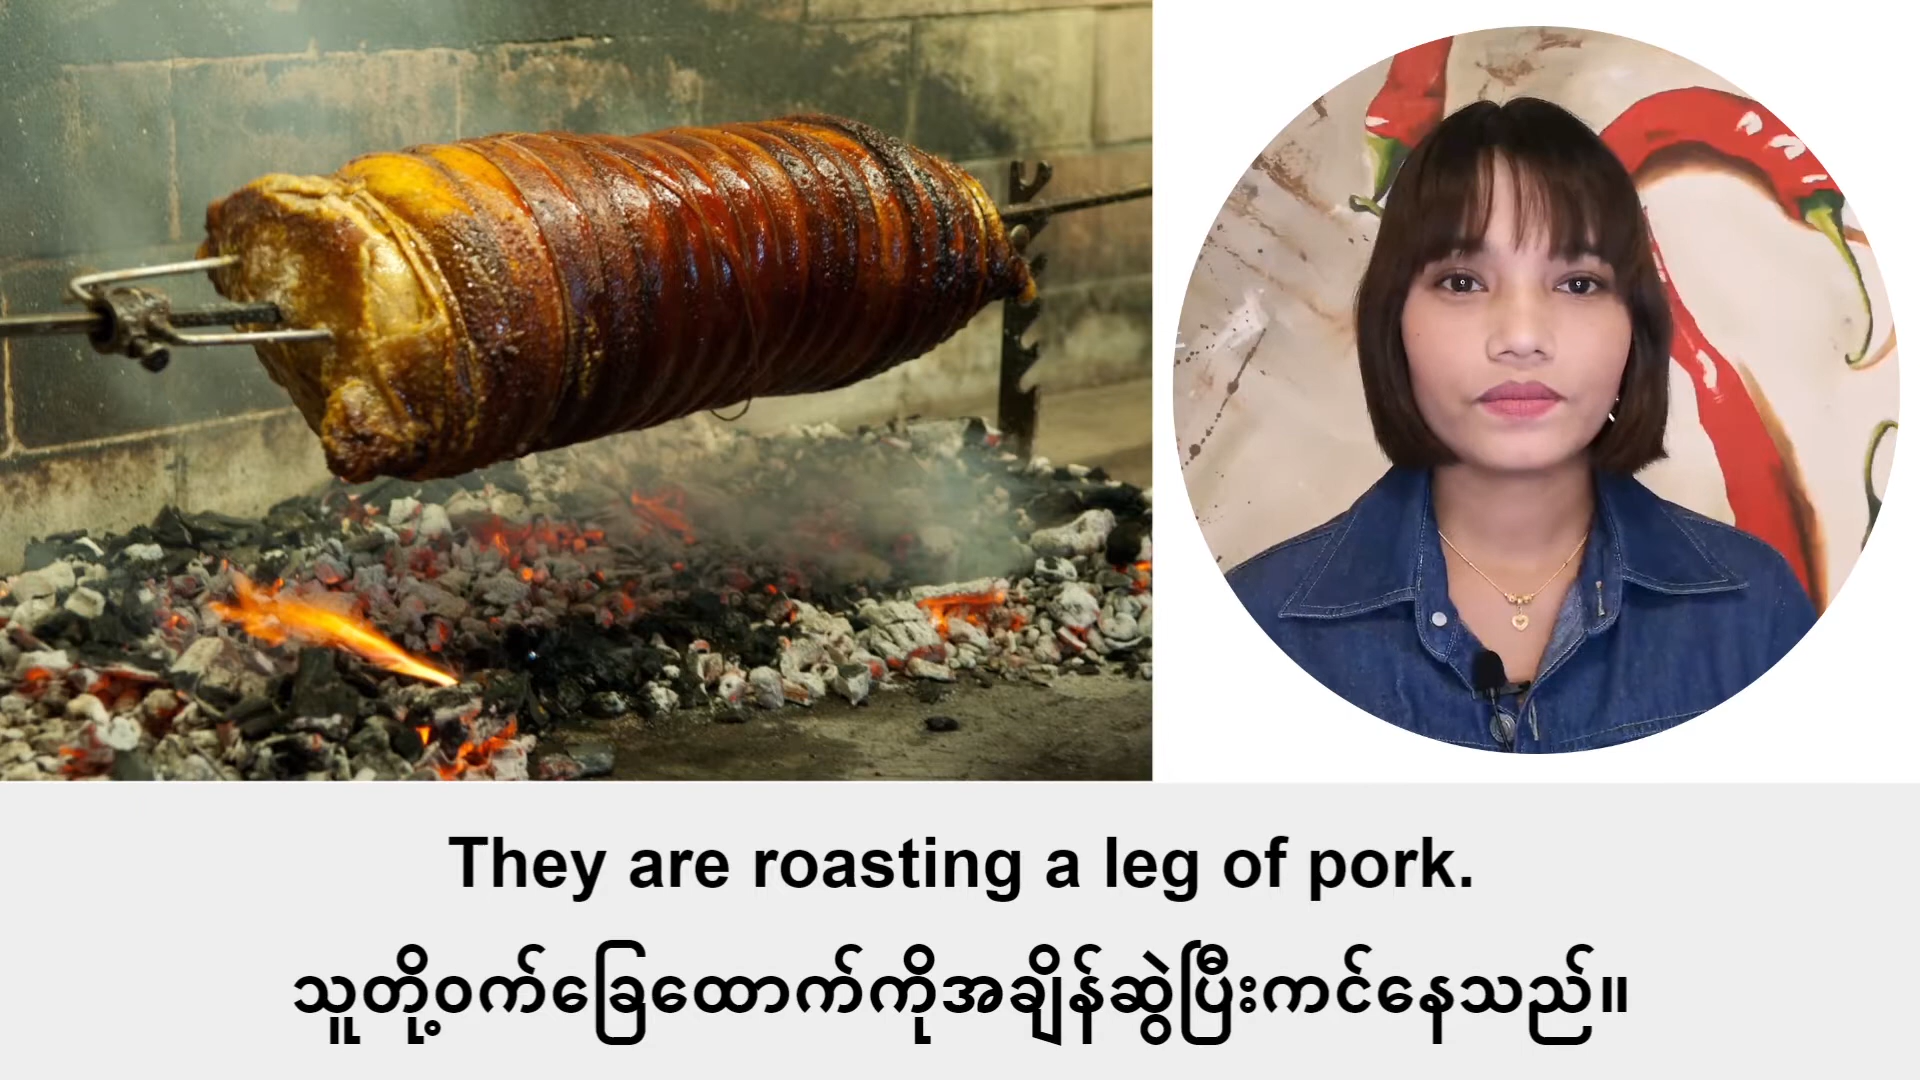 They are roasting a leg of pork.
သူတို့ဝက်ခြေထောက်ကိုအချိန်ဆွဲပြီးကင်နေသည်။